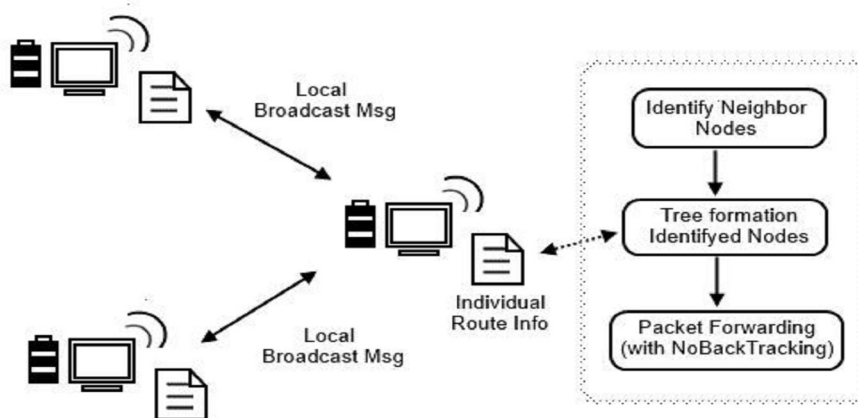 Local
Broadcast Msg
Identify Neighbor
Nodes
Tree formation
Identifyed Nodes
Individual
Route Info
Local
Broadcast Msg
Packet Forwarding
(with NoBackTracking)